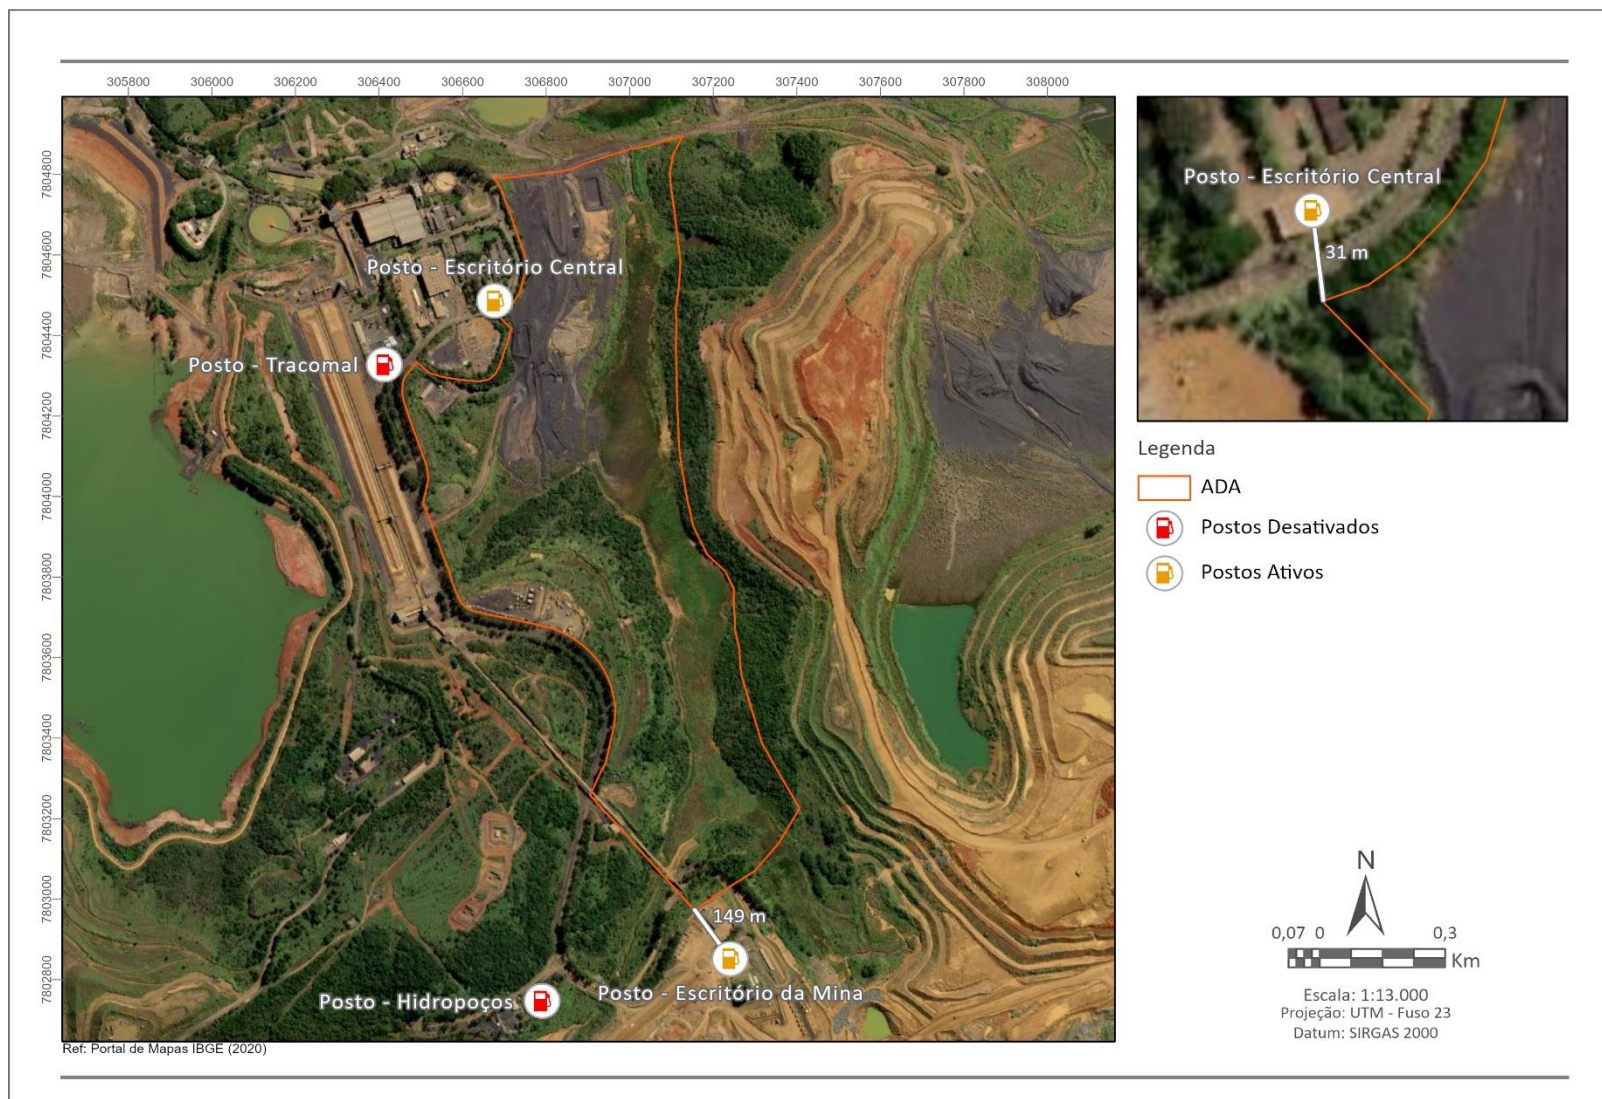 305800 306000 306200 306400 306600 306800 307000 307200 307400 307600 307800 308000
7804800
7804600
7804400
7804200
7804000
7803800
7803600
7803400
7803200
7803000
7802800
Posto - Escritório Central
Posto - Tracomal
149 m
Posto - Escritório da Mina
Posto - Hidropoços
Ref: Portal de Mapas IBGE (2020)
Posto - Escritório Central
31 m
Legenda
ADA
Postos Desativados
Postos Ativos
N
0,07 0 0,3
Km
Escala: 1:13.000
Projeção: UTM - Fuso 23
Datum: SIRGAS 2000